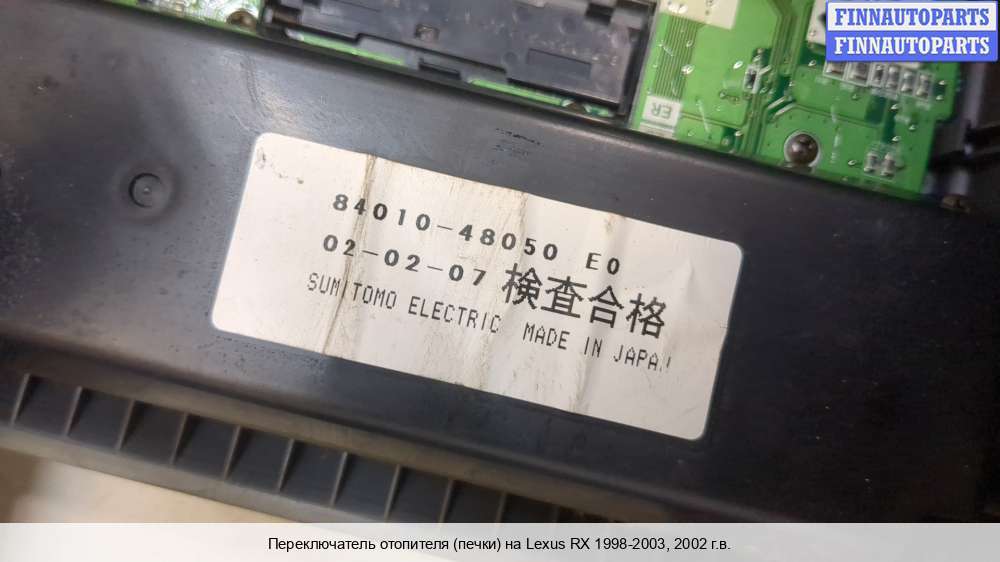 FINNAUTOPARTS
FINNAUTOPARTS
ER
84010-48050 E0
02-02-07 検査合格
SUMITOMO ELECTRIC MADE IN JAPAN
Переключатель отопителя (печки) на Lexus RX 1998-2003, 2002 г.в.